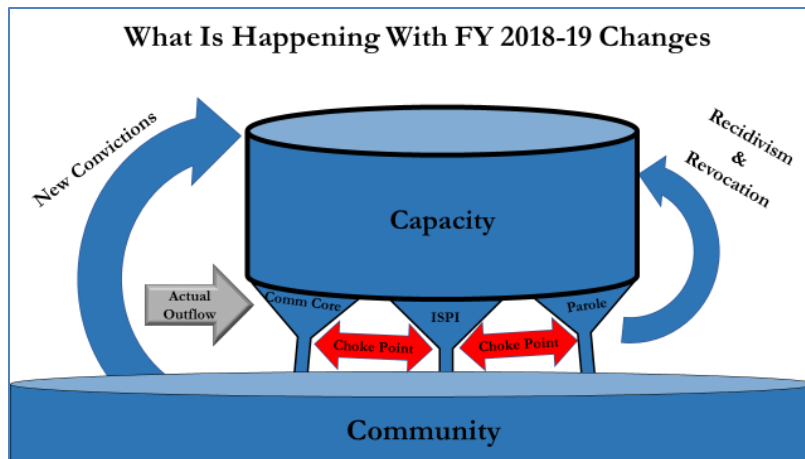 What Is Happening With FY 2018-19 Changes
New Convictions
Recidivism
&
Revocation
Capacity
Actual
Outflow
Comm Core
ISPI
Parole
Choke Point
Choke Point
Community